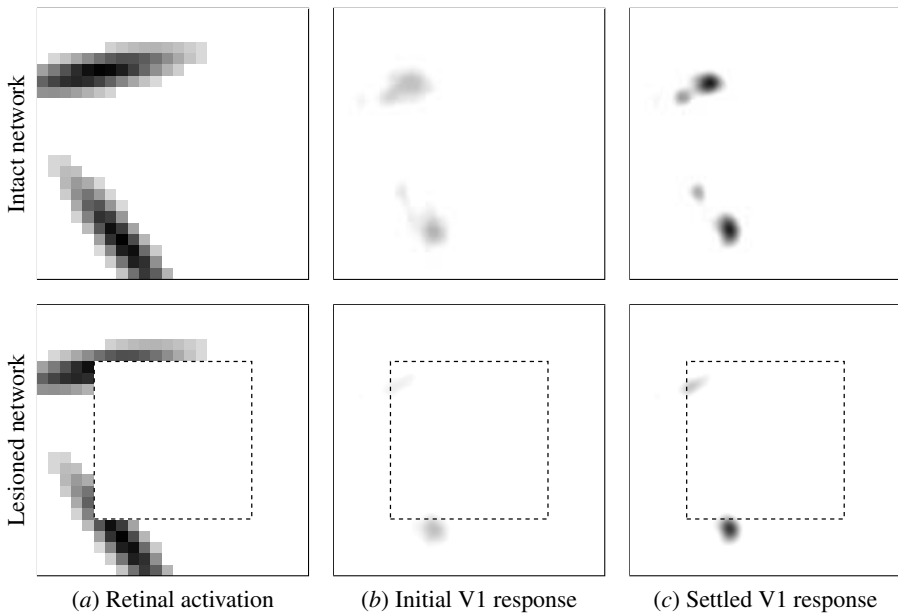 Intact network
Lesioned network
(a) Retinal activation
(b) Initial V1 response
(c) Settled V1 response